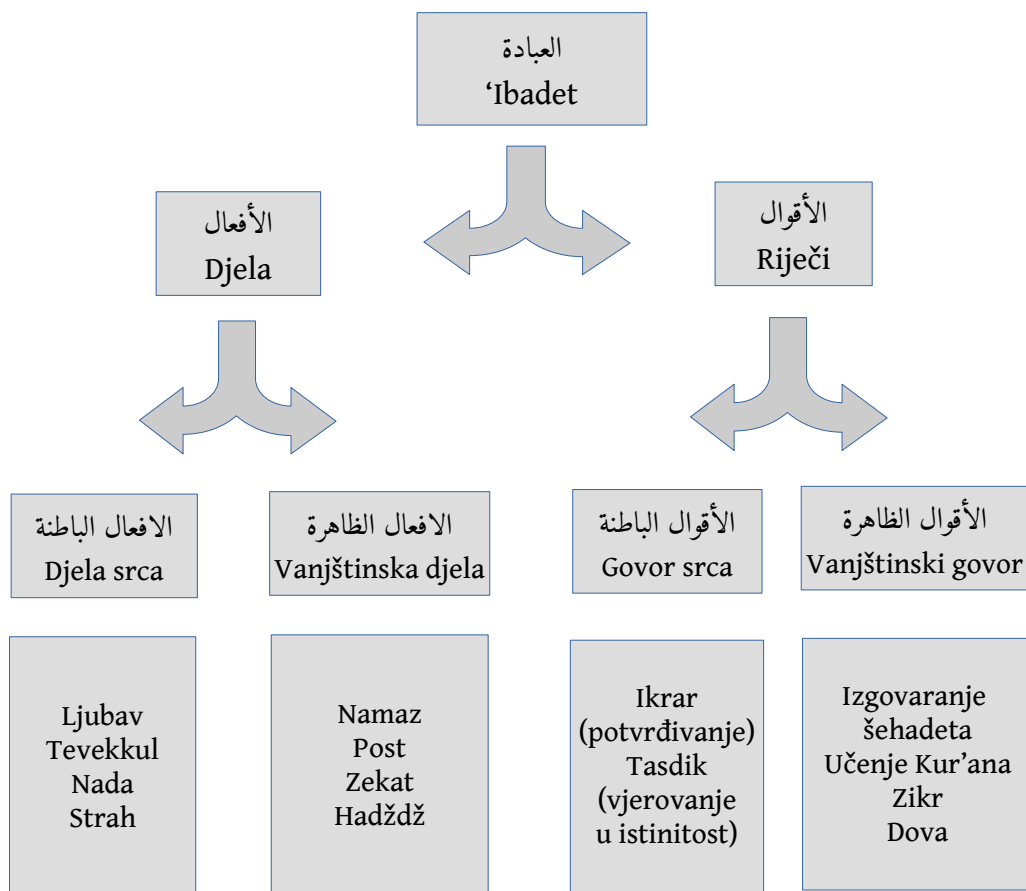 العبادة
‘Ibadet
الأفعال
Djela
الأقوال
Riječi
الافعال الباطنة
Djela srca
الافعال الظاهرة
Vanjštinska djela
الأقوال الباطنة
Govor srca
الأقوال الظاهرة
Vanjštinski govor
Ljubav
Tevekkul
Nada
Strah
Namaz
Post
Zekat
Hadždž
Ikrar
(potvrđivanje)
Tasdik
(vjerovanje
u istinitost)
Izgovaranje
šehadeta
Učenje Kur’ana
Zikr
Dova